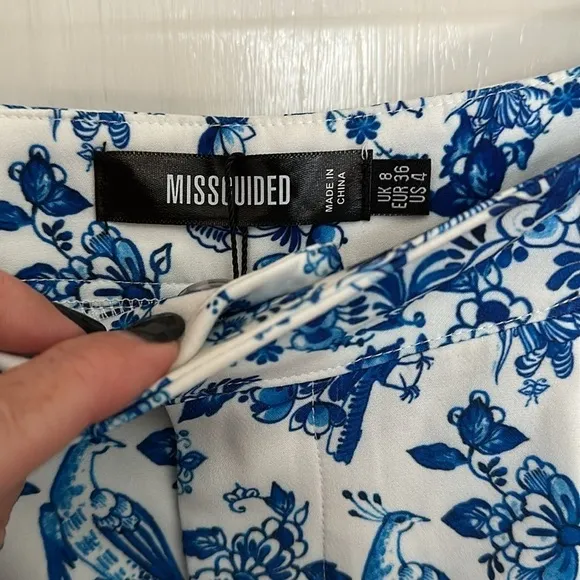 MISSGUIDED
MADE IN
CHINA
UK 8
EUR 36
US 4